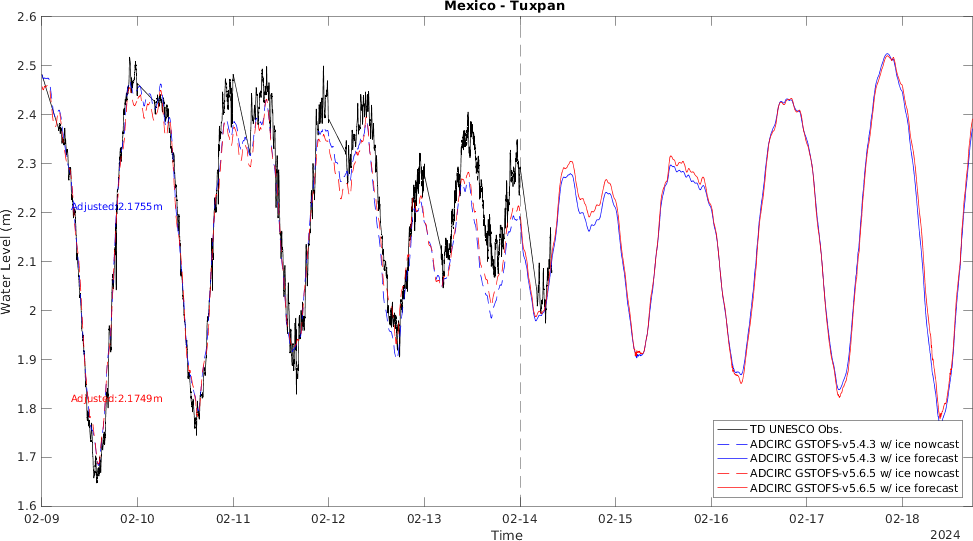 Mexico - Tuxpan
Water Level (m)
2.6
2.5
2.4
2.3
2.2
2.1
2
1.9
1.8
1.7
1.6
Adjusted:2.1755m
Adjusted:2.1749m
TD UNESCO Obs.
ADCIRC GSTOFS-v5.4.3 w/ ice nowcast
ADCIRC GSTOFS-v5.4.3 w/ ice forecast
ADCIRC GSTOFS-v5.6.5 w/ ice nowcast
ADCIRC GSTOFS-v5.6.5 w/ ice forecast
02-09 02-10 02-11 02-12 02-13 02-14 02-15 02-16 02-17 02-18
Time
2024